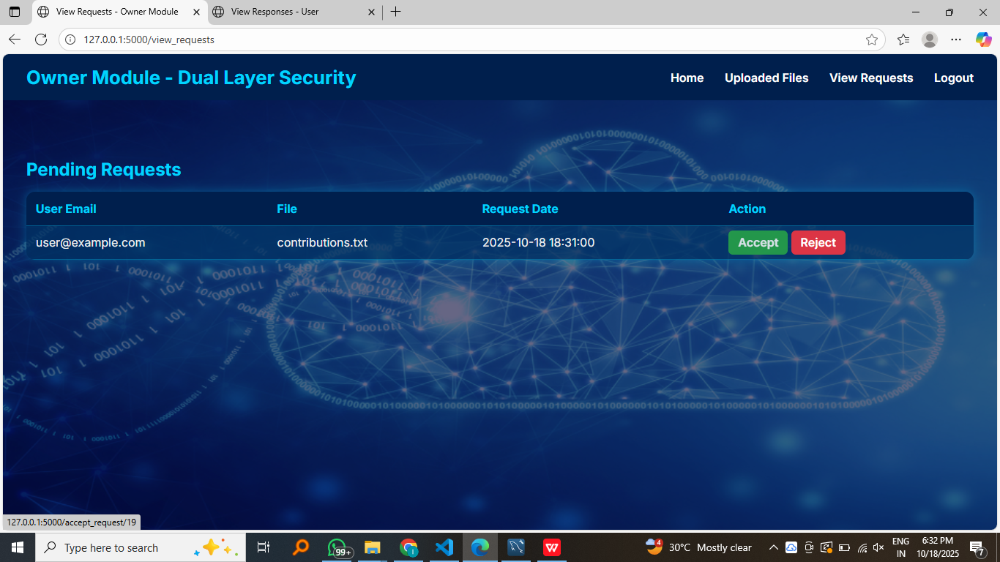 View Requests - Owner Module
View Responses - User
127.0.0.1:5000/view_requests
Owner Module - Dual Layer Security
Home Uploaded Files View Requests Logout
Pending Requests
User Email File Request Date Action
user@example.com contributions.txt 2025-10-18 18:31:00 Accept Reject
127.0.0.1:5000/accept_request/19
Type here to search
99+
4
30°C Mostly clear
ENG
IN
6:32 PM
10/18/2025
7